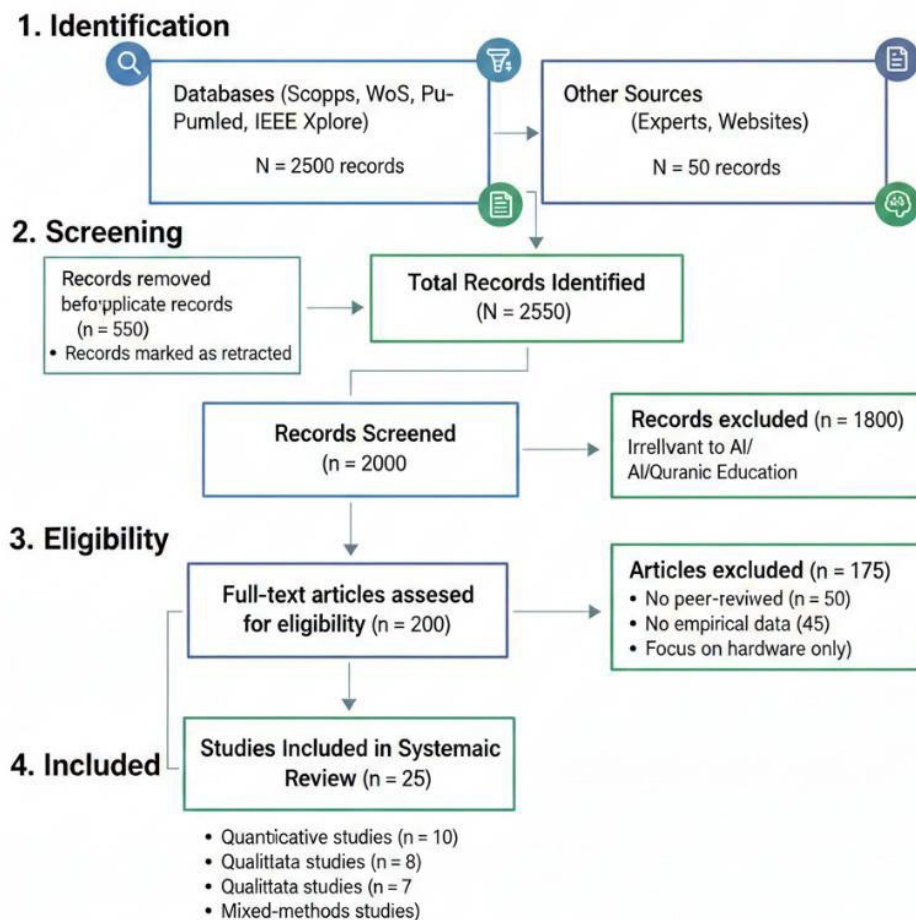 1. Identification
Databases (Scopps, WoS, Pu-
Pumled, IEEE Xplore)
N = 2500 records
Other Sources
(Experts, Websites)
N = 50 records
2. Screening
Records removed
befo'pplicate records
(n = 550)
• Records marked as retracted
Total Records Identified
(N = 2550)
Records Screened
(n = 2000
Records excluded (n = 1800)
Irrellvant to AI/
AI/Quranic Education
3. Eligibility
Full-text articles assesed
for eligibility (n = 200)
Articles excluded (n = 175)
• No peer-reviwed (n = 50)
• No empirical data (45)
• Focus on hardware only)
4. Included
Studies Included in Systemaic
Review (n = 25)
• Quanticative studies (n = 10)
• Qualittata studies (n = 8)
• Qualittata studies (n = 7
• Mixed-methods studies)